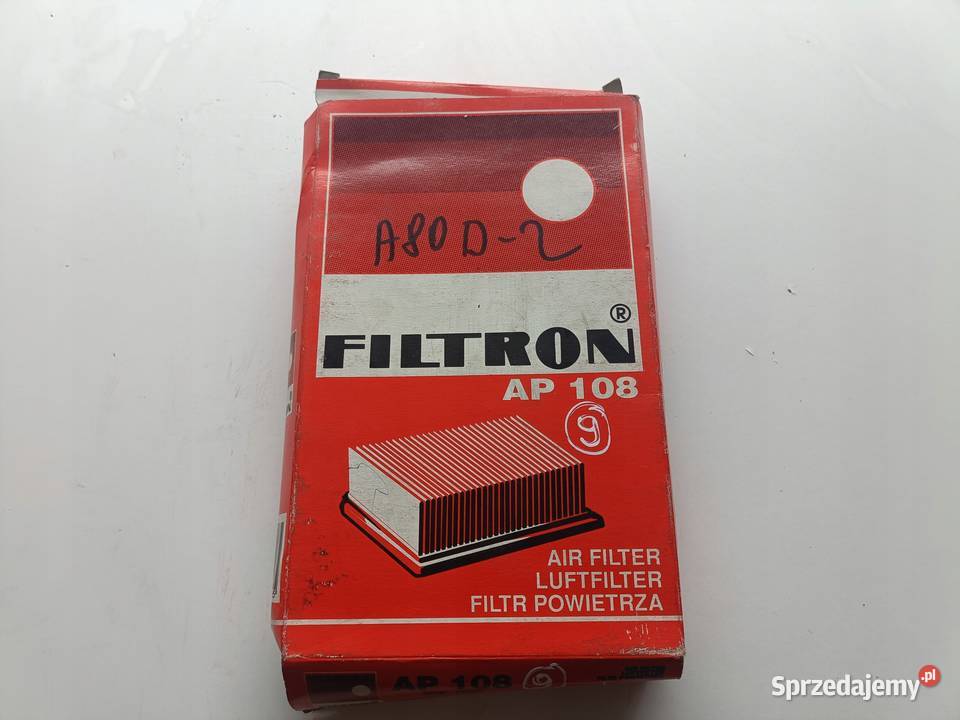 A80D-2
FILTRON®
AP 108
9
AIR FILTER
LUFTFILTER
FILTR POWIETRZA
AP 108 9
Sprzedajemy.pl